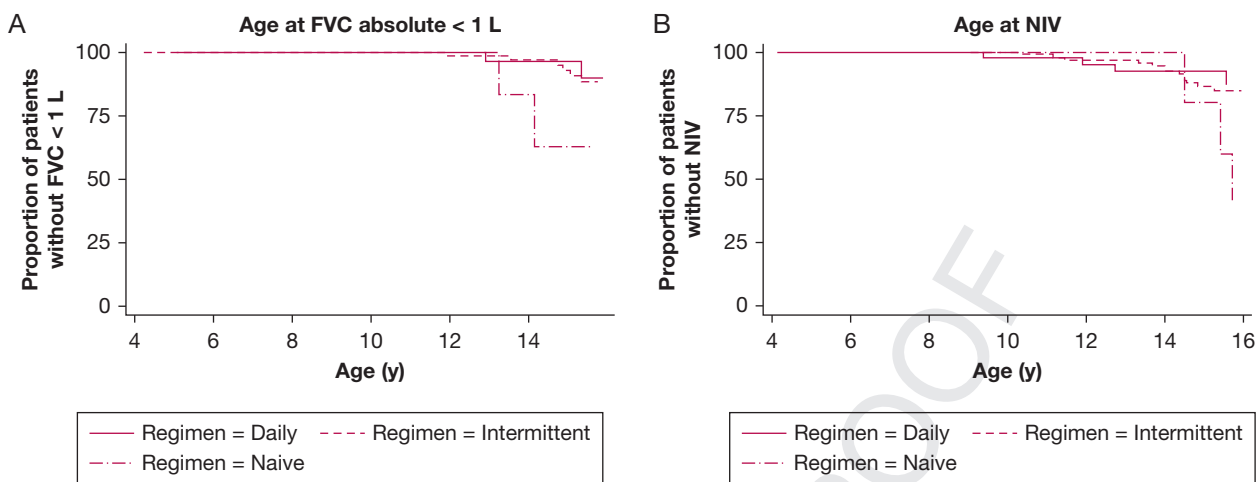 A
Age at FVC absolute < 1 L
Proportion of patients
without FVC < 1 L
100
75
50
25
0
4 6 8 10 12 14
Age (y)
Regimen = Daily Regimen = Intermittent
Regimen = Naive
B
Age at NIV
Proportion of patients
without NIV
100
75
50
25
0
4 6 8 10 12 14 16
Age (y)
Regimen = Daily Regimen = Intermittent
Regimen = Naive
PROOF